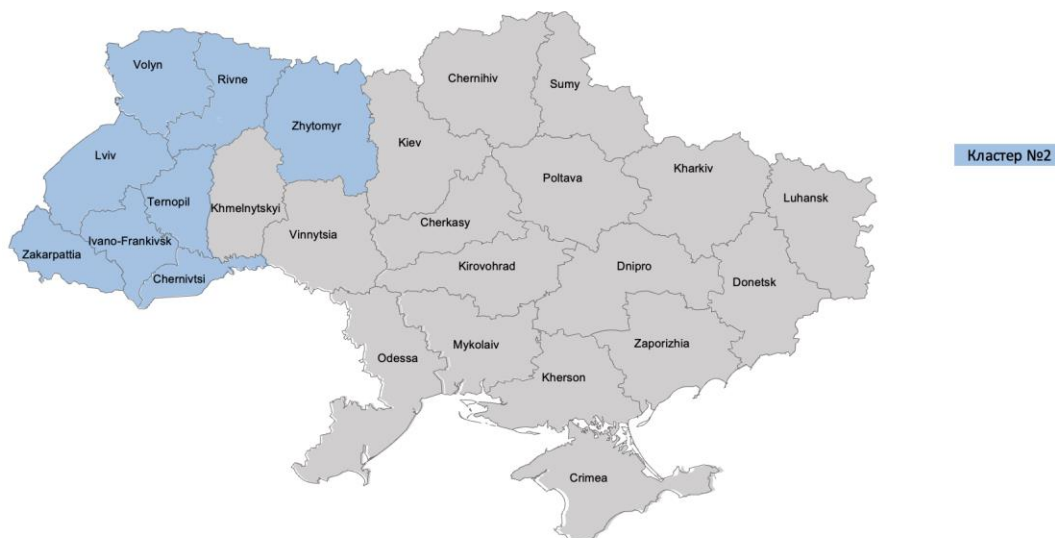 Volyn
Rivne
Chernihiv
Sumy
Zhytomyr
Kiev
Lviv
Kharkiv
Poltava
Luhansk
Ternopil
Khmelnytskyi
Cherkasy
Vinnytsia
Ivano-Frankivsk
Zakarpattia
Chernivtsi
Kirovohrad
Dnipro
Donetsk
Mykolaiv
Zaporizhia
Odessa
Kherson
Crimea
Кластер №2